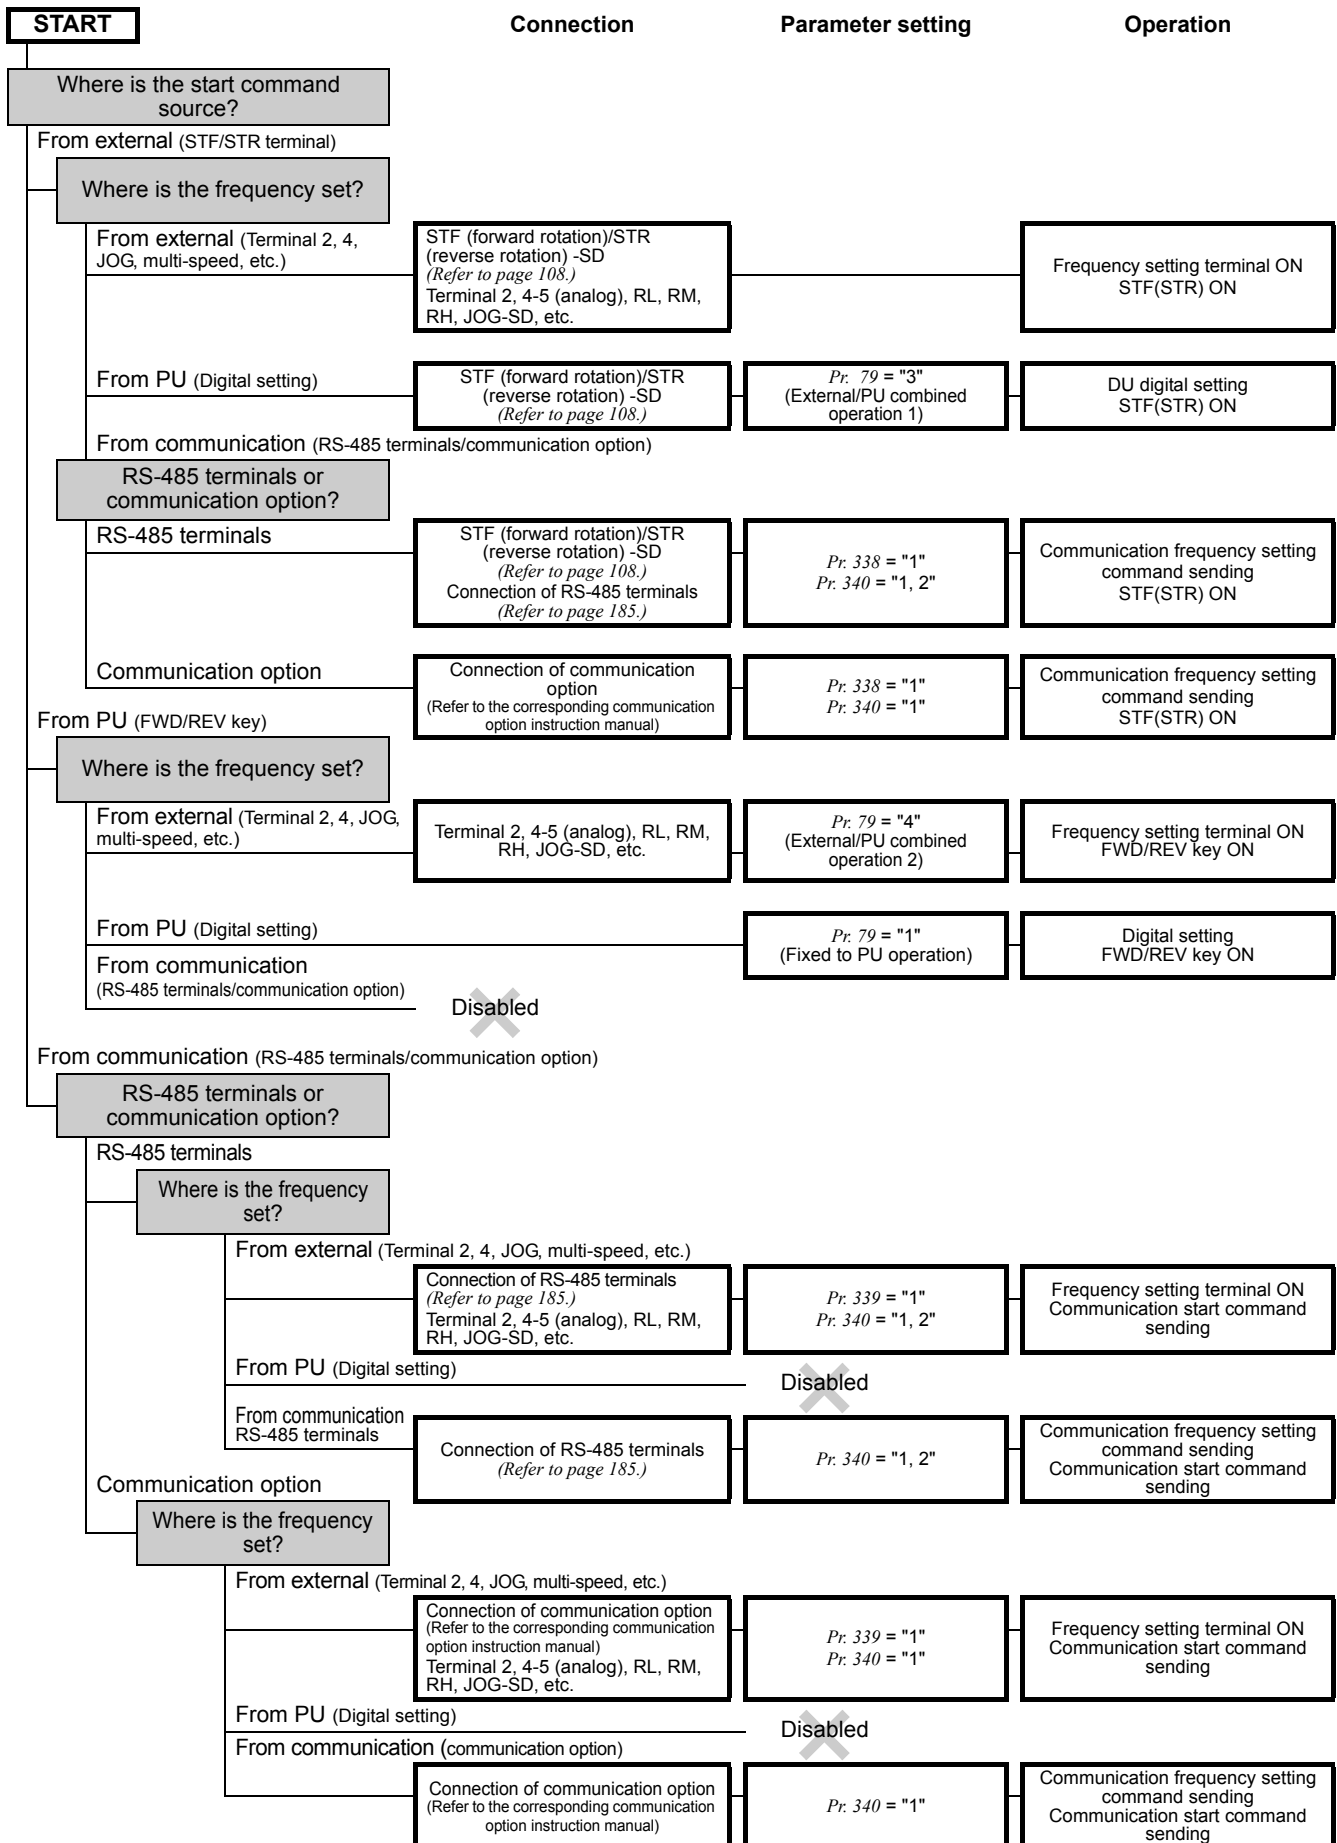 START
Connection
Parameter setting
Operation
Where is the start command
source?
From external (STF/STR terminal)
Where is the frequency set?
From external (Terminal 2, 4,
JOG, multi-speed, etc.)
STF (forward rotation)/STR
(reverse rotation) -SD
(Refer to page 108.)
Terminal 2, 4-5 (analog), RL, RM,
RH, JOG-SD, etc.
Frequency setting terminal ON
STF(STR) ON
From PU (Digital setting)
STF (forward rotation)/STR
(reverse rotation) -SD
(Refer to page 108.)
Pr. 79 = "3"
(External/PU combined
operation 1)
DU digital setting
STF(STR) ON
From communication (RS-485 terminals/communication option)
RS-485 terminals or
communication option?
RS-485 terminals
STF (forward rotation)/STR
(reverse rotation) -SD
(Refer to page 108.)
Connection of RS-485 terminals
(Refer to page 185.)
Pr. 338 = "1"
Pr. 340 = "1, 2"
Communication frequency setting
command sending
STF(STR) ON
Communication option
Connection of communication
option
(Refer to the corresponding communication
option instruction manual)
Pr. 338 = "1"
Pr. 340 = "1"
Communication frequency setting
command sending
STF(STR) ON
From PU (FWD/REV key)
Where is the frequency set?
From external (Terminal 2, 4, JOG,
multi-speed, etc.)
Terminal 2, 4-5 (analog), RL, RM,
RH, JOG-SD, etc.
Pr. 79 = "4"
(External/PU combined
operation 2)
Frequency setting terminal ON
FWD/REV key ON
From PU (Digital setting)
Pr. 79 = "1"
(Fixed to PU operation)
Digital setting
FWD/REV key ON
From communication
(RS-485 terminals/communication option)
Disabled
From communication (RS-485 terminals/communication option)
RS-485 terminals or
communication option?
RS-485 terminals
Where is the frequency
set?
From external (Terminal 2, 4, JOG, multi-speed, etc.)
Connection of RS-485 terminals
(Refer to page 185.)
Terminal 2, 4-5 (analog), RL, RM,
RH, JOG-SD, etc.
Pr. 339 = "1"
Pr. 340 = "1, 2"
Frequency setting terminal ON
Communication start command
sending
From PU (Digital setting)
Disabled
From communication
RS-485 terminals
Connection of RS-485 terminals
(Refer to page 185.)
Pr. 340 = "1, 2"
Communication frequency setting
command sending
Communication start command
sending
Communication option
Where is the frequency
set?
From external (Terminal 2, 4, JOG, multi-speed, etc.)
Connection of communication option
(Refer to the corresponding communication
option instruction manual)
Terminal 2, 4-5 (analog), RL, RM,
RH, JOG-SD, etc.
Pr. 339 = "1"
Pr. 340 = "1"
Frequency setting terminal ON
Communication start command
sending
From PU (Digital setting)
Disabled
From communication (communication option)
Connection of communication option
(Refer to the corresponding communication
option instruction manual)
Pr. 340 = "1"
Communication frequency setting
command sending
Communication start command
sending